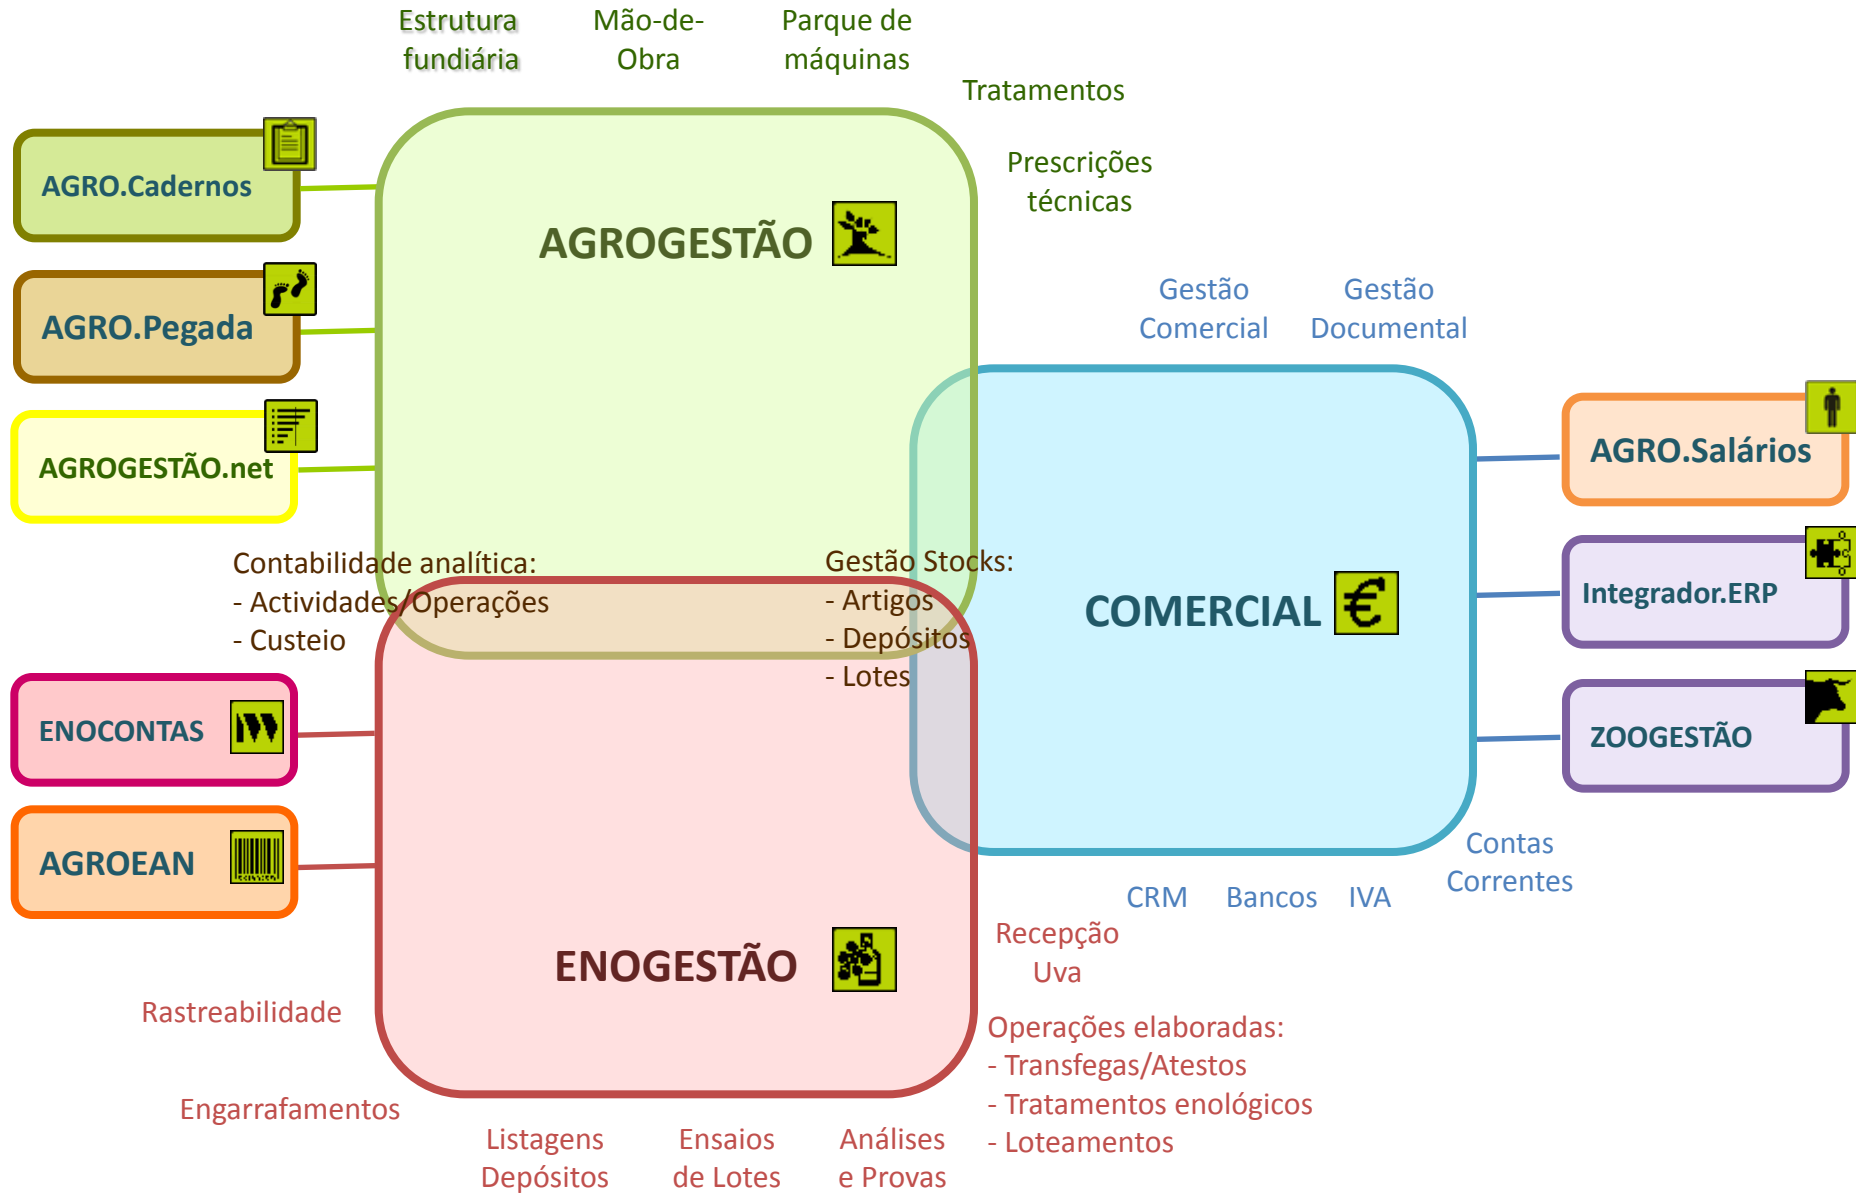 Estrutura
fundiária
Mão-de-
Obra
Parque de
máquinas
Tratamentos
Prescrições
técnicas
AGRO.Cadernos
AGROGESTÃO
AGRO.Pegada
Gestão
Comercial
Gestão
Documental
AGROGESTÃO.net
AGRO.Salários
Contabilidade analítica:
- Actividades/Operações
- Custeio
Gestão Stocks:
- Artigos
- Depósitos
- Lotes
COMERCIAL
€
Integrador.ERP
ENOCONTAS
ZOOGESTÃO
AGROEAN
Contas
Correntes
CRM
Bancos
IVA
ENOGESTÃO
Recepção
Uva
Rastreabilidade
Operações elaboradas:
- Transfegas/Atestos
- Tratamentos enológicos
- Loteamentos
Engarrafamentos
Listagens
Depósitos
Ensaios
de Lotes
Análises
e Provas